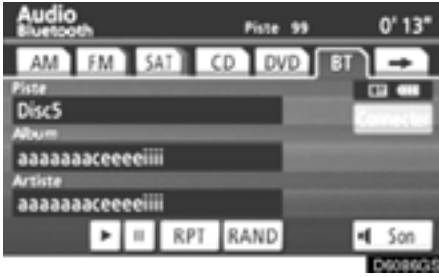 Audio
Bluetooth Piste 99 0'13"
AM FM SAT CD DVD BT
Piste
Disc5
Connecter
Album
aaaaaaaceeeeiiii
Artiste
aaaaaaaceeeeiiii
RPT RAND Son
D6086GS